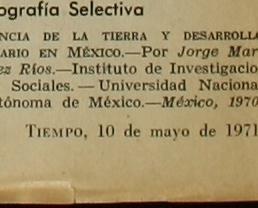 ografía Selectiva
NCIA DE LA TIERRA Y DESARROLLO
ARIO EN MÉXICO.—Por Jorge Mar
ez Ríos.—Instituto de Investigacio
Sociales.—Universidad Naciona
tónoma de México.—México, 1970
TIEMPO, 10 de mayo de 1971